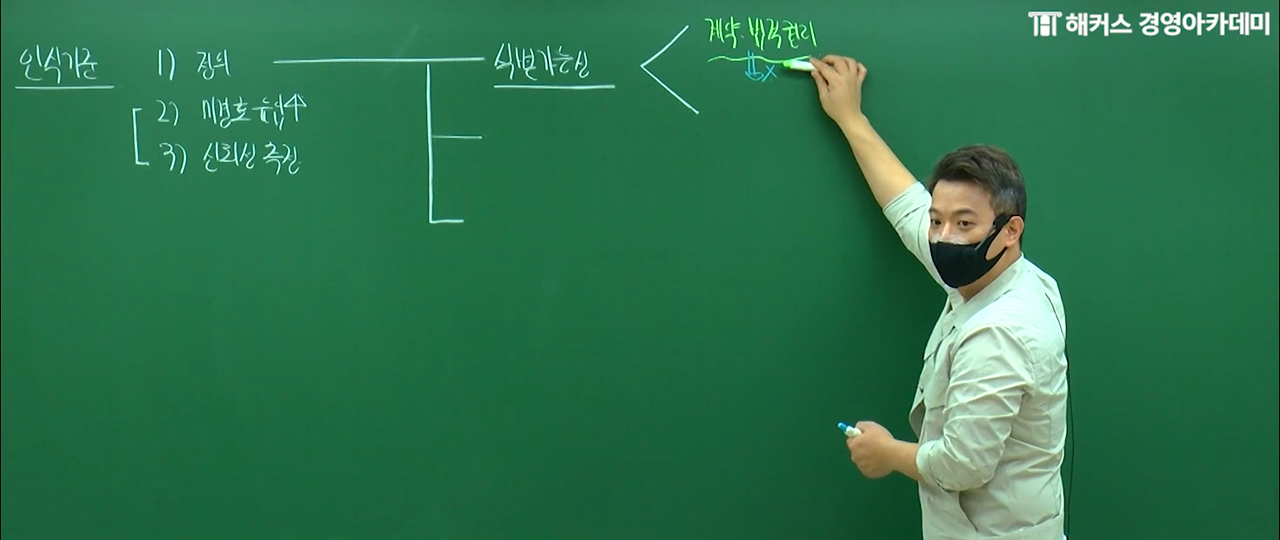 해커스 경영아카데미
인식기준 1) 정의 식별가능성 계약·법적권리
X
2) 미경효유입↑
3) 신뢰성 측정